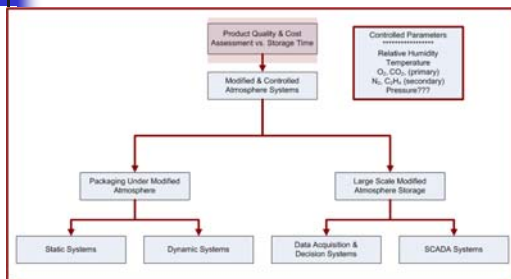 Product Quality & Cost
Assessment vs. Storage Time
Controlled Parameters
******************
Relative Humidity
Temperature
O₂, CO₂, (primary)
N₂, C₂H₄ (secondary)
Pressure???
Modified & Controlled
Atmosphere Systems
Packaging Under Modified
Atmosphere
Large Scale Modified
Atmosphere Storage
Static Systems
Dynamic Systems
Data Acquisition &
Decision Systems
SCADA Systems